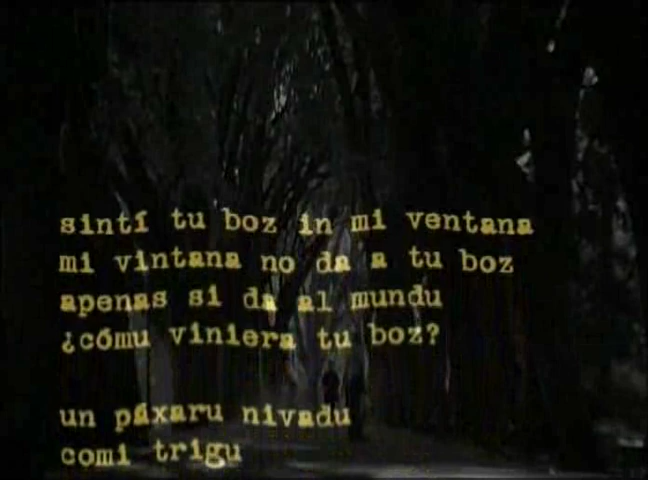 sintí tu boz in mi ventana
mi vintana no da a tu boz
apenas si da al mundu
¿cómu viniera tu boz?
un páxaru nivadu
comi trigu